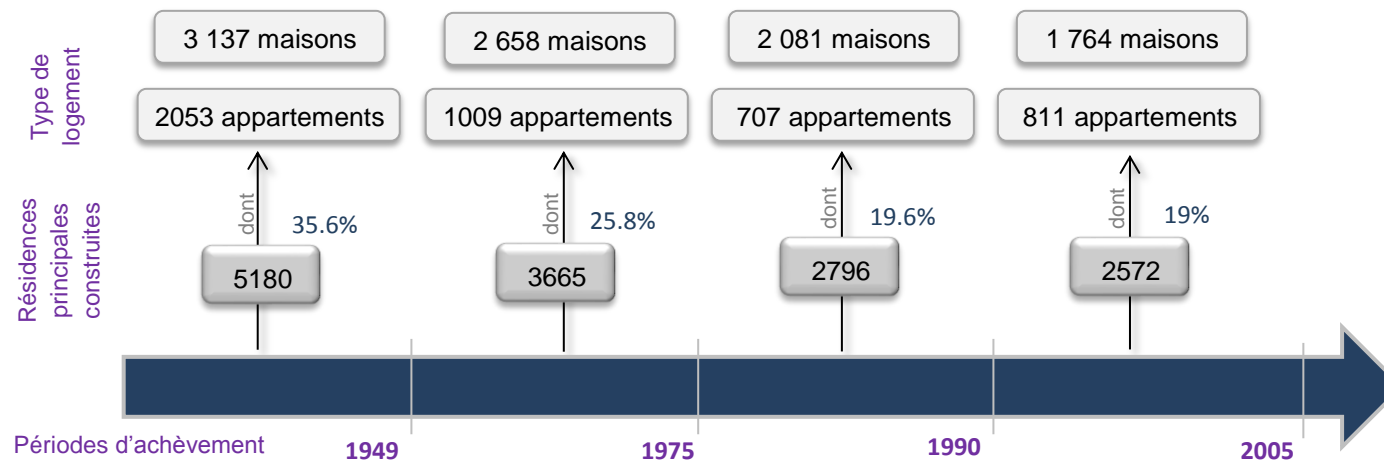 Type de
logement
3 137 maisons
2 658 maisons
2 081 maisons
1 764 maisons
2053 appartements
1009 appartements
707 appartements
811 appartements
Résidences
principales
construites
dont
35.6%
dont
25.8%
dont
19.6%
dont
19%
5180
3665
2796
2572
Périodes d'achèvement
1949
1975
1990
2005